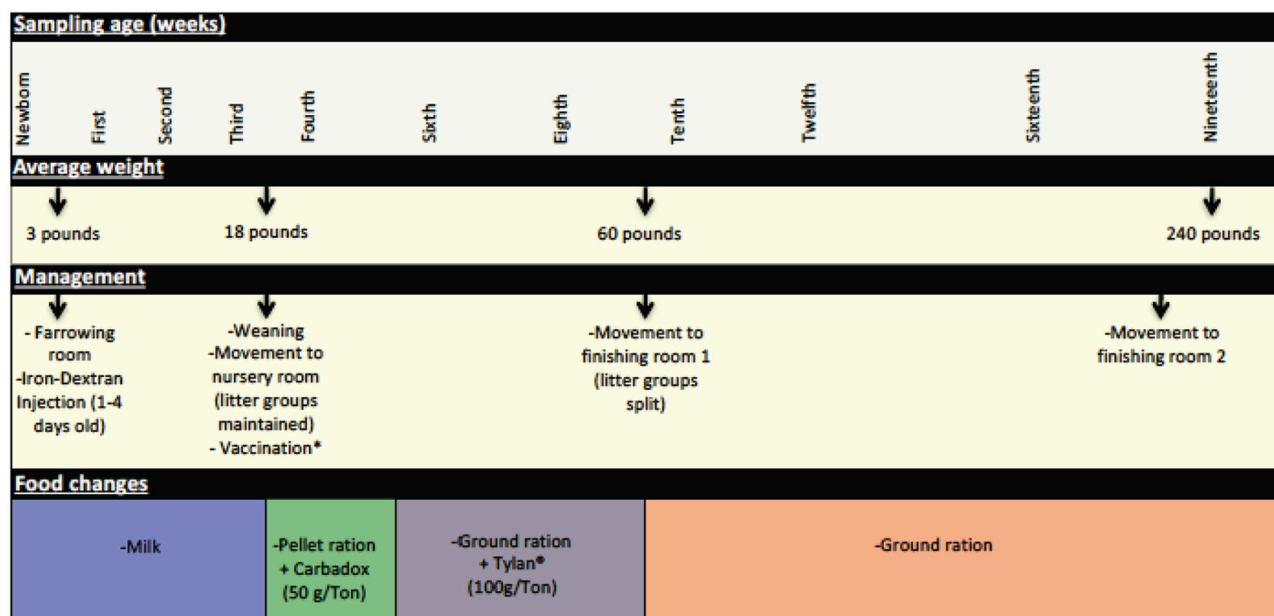 Sampling age (weeks)
Newborn
First
Second
Third
Fourth
Sixth
Eighth
Tenth
Twelfth
Sixteenth
Nineteenth
Average weight
3 pounds
18 pounds
60 pounds
240 pounds
Management
- Farrowing
room
-Iron-Dextran
Injection (1-4
days old)
-Weaning
-Movement to
nursery room
(litter groups
maintained)
- Vaccination*
-Movement to
finishing room 1
(litter groups
split)
-Movement to
finishing room 2
Food changes
-Milk
-Pellet ration
+ Carbadox
(50 g/Ton)
-Ground ration
+ Tylan®
(100g/Ton)
-Ground ration